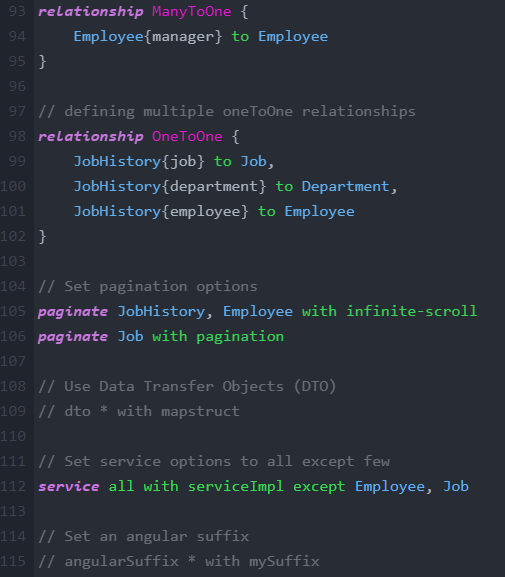 93 relationship ManyToOne {
94     Employee{manager} to Employee
95 }
96
97 // defining multiple oneToOne relationships
98 relationship OneToOne {
99     JobHistory{job} to Job,
100     JobHistory{department} to Department,
101     JobHistory{employee} to Employee
102 }
103
104 // Set pagination options
105 paginate JobHistory, Employee with infinite-scroll
106 paginate Job with pagination
107
108 // Use Data Transfer Objects (DTO)
109 // dto * with mapstruct
110
111 // Set service options to all except few
112 service all with serviceImpl except Employee, Job
113
114 // Set an angular suffix
115 // angularSuffix * with mySuffix